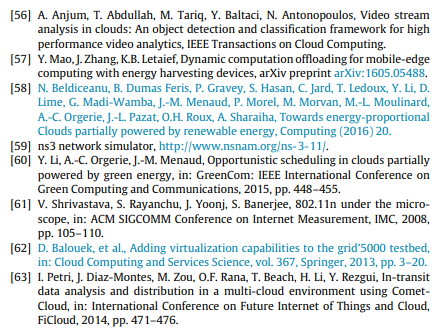 [56] A. Anjum, T. Abdullah, M. Tariq, Y. Baltaci, N. Antonopoulos, Video stream
analysis in clouds: An object detection and classification framework for high
performance video analytics, IEEE Transactions on Cloud Computing.
[57] Y. Mao, J. Zhang, K.B. Letaief, Dynamic computation offloading for mobile-edge
computing with energy harvesting devices, arXiv preprint arXiv:1605.05488.
[58] N. Beldiceanu, B. Dumas Feris, P. Gravey, S. Hasan, C. Jard, T. Ledoux, Y. Li, D.
Lime, G. Madi-Wamba, J.-M. Menaud, P. Morel, M. Morvan, M.-L. Moulinard,
A.-C. Orgerie, J.-L. Pazat, O.H. Roux, A. Sharaiha, Towards energy-proportional
Clouds partially powered by renewable energy, Computing (2016) 20.
[59] ns3 network simulator, http://www.nsnam.org/ns-3-11/.
[60] Y. Li, A.-C. Orgerie, J.-M. Menaud, Opportunistic scheduling in clouds partially
powered by green energy, in: GreenCom: IEEE International Conference on
Green Computing and Communications, 2015, pp. 448–455.
[61] V. Shrivastava, S. Rayanchu, J. Yoonj, S. Banerjee, 802.11n under the micro-
scope, in: ACM SIGCOMM Conference on Internet Measurement, IMC, 2008,
pp. 105–110.
[62] D. Balouek, et al., Adding virtualization capabilities to the grid'5000 testbed,
in: Cloud Computing and Services Science, vol. 367, Springer, 2013, pp. 3–20.
[63] I. Petri, J. Diaz-Montes, M. Zou, O.F. Rana, T. Beach, H. Li, Y. Rezgui, In-transit
data analysis and distribution in a multi-cloud environment using Comet-
Cloud, in: International Conference on Future Internet of Things and Cloud,
FiCloud, 2014, pp. 471–476.